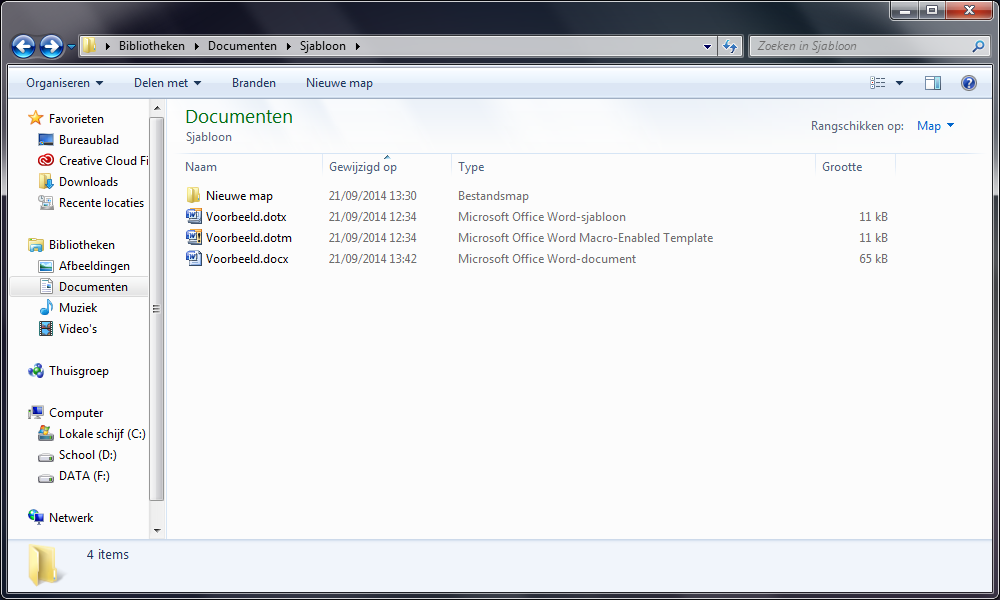 Bibliotheken Documenten Sjabloon
Zoeken in Sjabloon
Organiseren Delen met Branden Nieuwe map
Favorieten
Bureaublad
Creative Cloud Fi
Downloads
Recente locaties
Bibliotheken
Afbeeldingen
Documenten
Muziek
Video's
Thuisgroep
Computer
Lokale schijf (C:)
School (D:)
DATA (F:)
Netwerk
Documenten
Sjabloon
Rangschikken op: Map
Naam Gewijzigd op Type Grootte
Nieuwe map 21/09/2014 13:30 Bestandsmap
Voorbeeld.dotx 21/09/2014 12:34 Microsoft Office Word-sjabloon 11 kB
Voorbeeld.dotm 21/09/2014 12:34 Microsoft Office Word Macro-Enabled Template 11 kB
Voorbeeld.docx 21/09/2014 13:42 Microsoft Office Word-document 65 kB
4 items